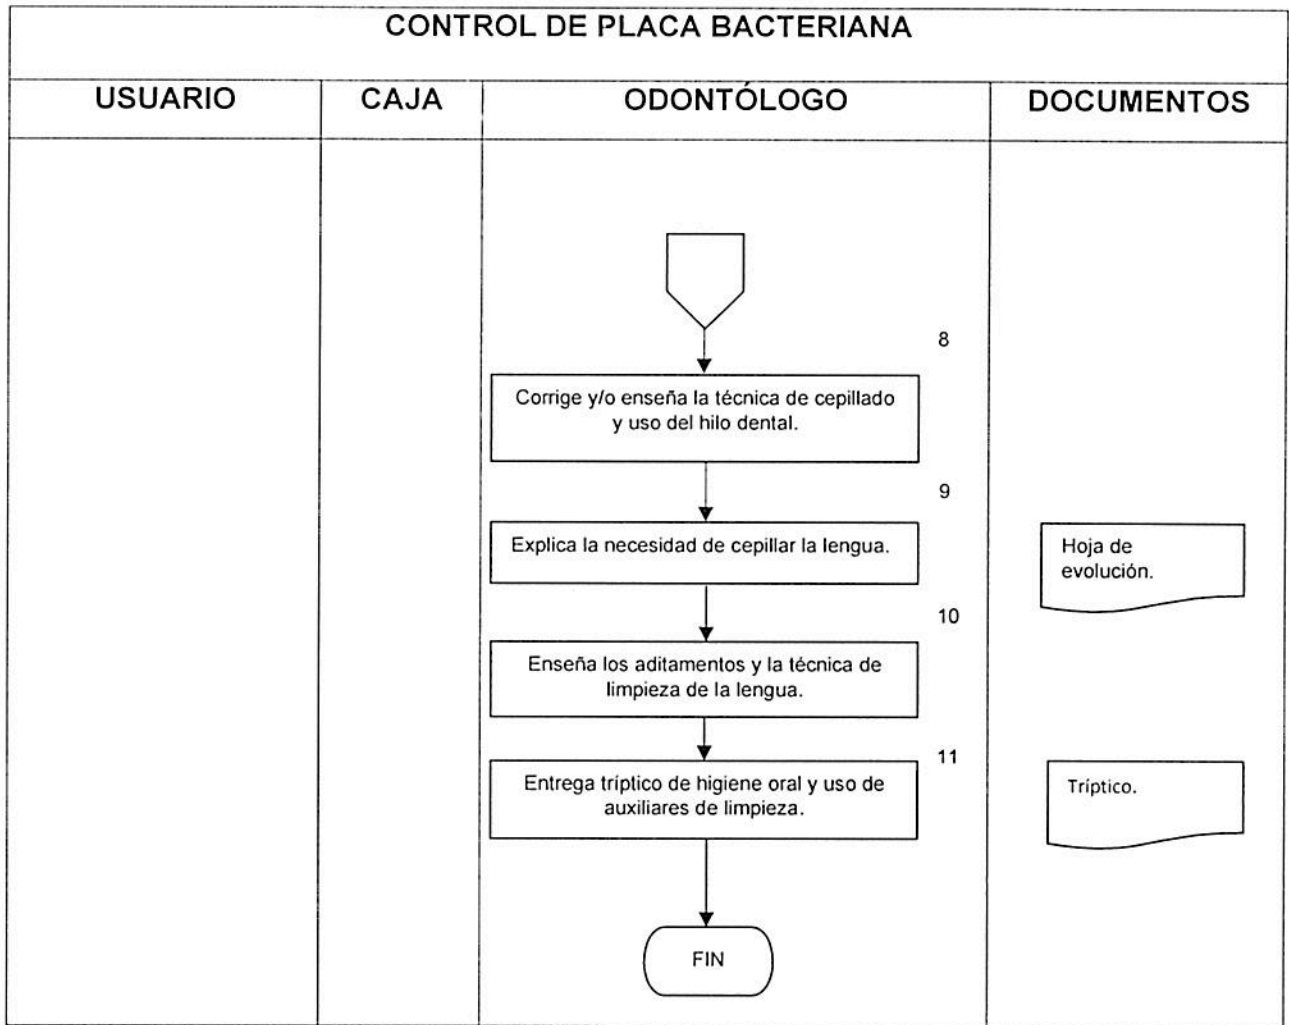 CONTROL DE PLACA BACTERIANA
USUARIO
CAJA
ODONTÓLOGO
DOCUMENTOS
8
Corrige y/o enseña la técnica de cepillado
y uso del hilo dental.
9
Explica la necesidad de cepillar la lengua.
Hoja de
evolución.
10
Enseña los aditamentos y la técnica de
limpieza de la lengua.
11
Entrega tríptico de higiene oral y uso de
auxiliares de limpieza.
Tríptico.
FIN